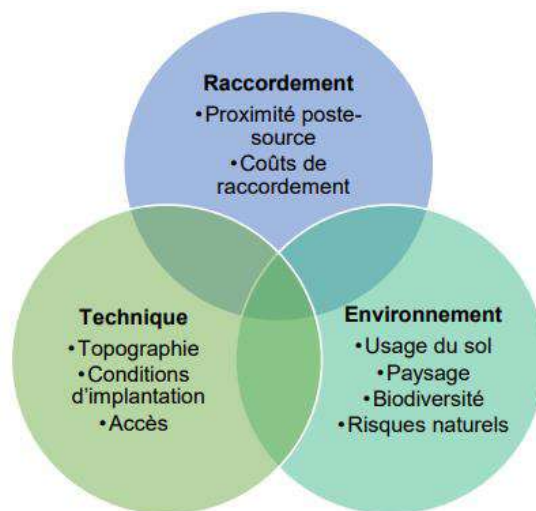 Raccordement
•Proximité poste-
source
•Coûts de
raccordement
Technique
•Topographie
•Conditions
d'implantation
•Accès
Environnement
•Usage du sol
•Paysage
•Biodiversité
•Risques naturels